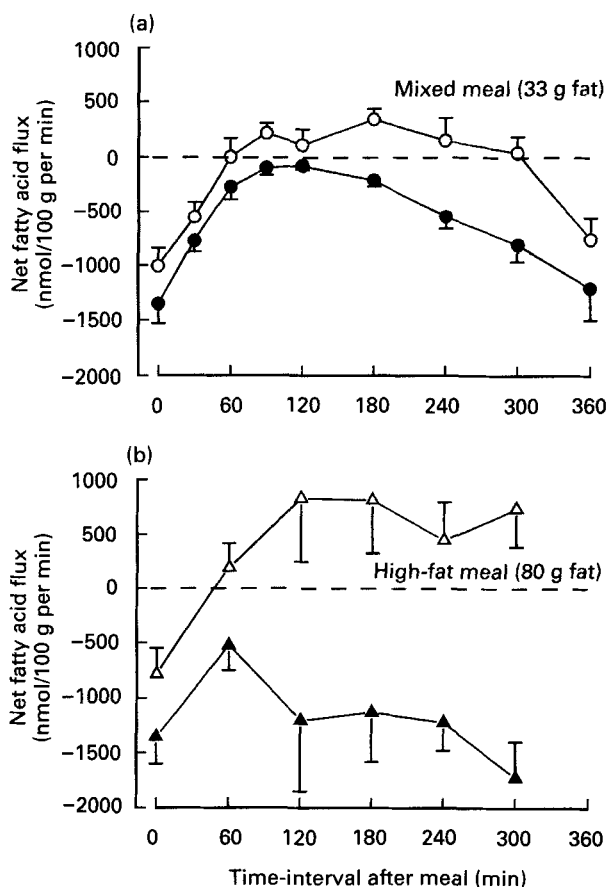 (a)
1000
500
0
−500
−1000
−1500
−2000
Net fatty acid flux
(nmol/100 g per min)
Mixed meal (33 g fat)
0 60 120 180 240 300 360
(b)
1000
500
0
−500
−1000
−1500
−2000
Net fatty acid flux
(nmol/100 g per min)
High-fat meal (80 g fat)
0 60 120 180 240 300 360
Time-interval after meal (min)